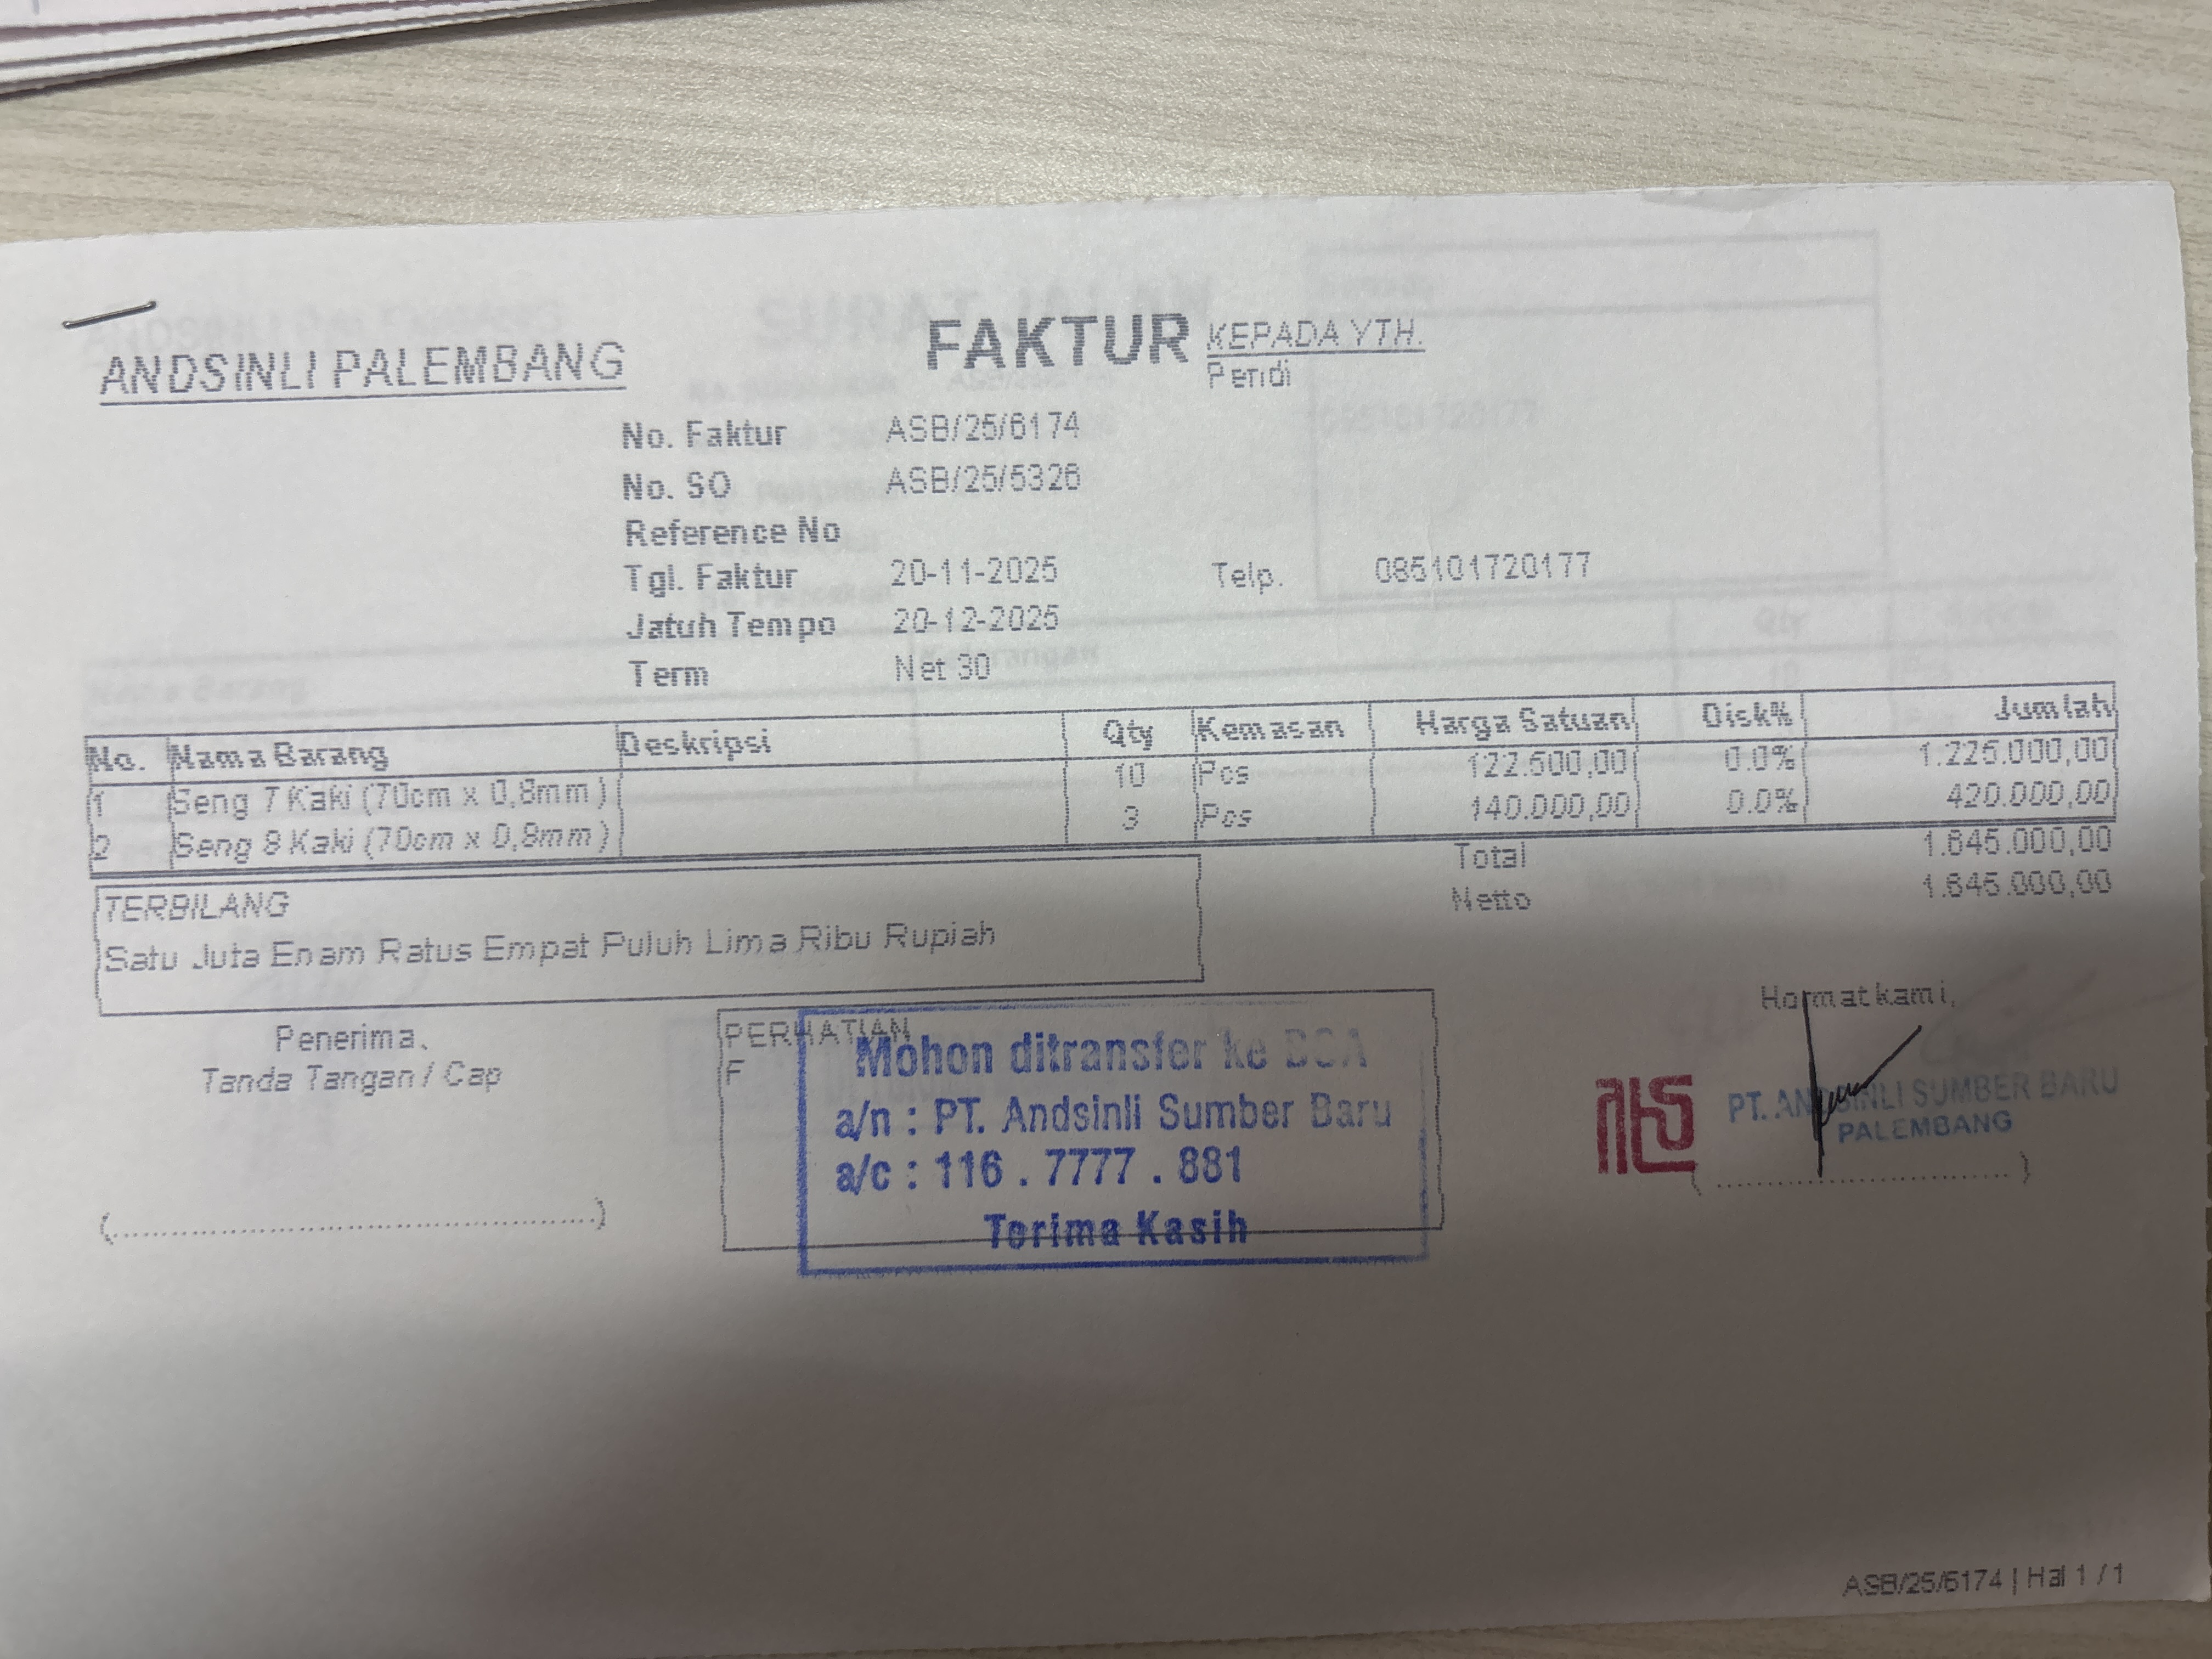 ANDSINLI PALEMBANG
FAKTUR
KEPADA YTH.
Pendi
No. Faktur ASB/25/6174
No. SO ASB/25/5326
Reference No
Tgl. Faktur 20-11-2025 Telp. 085101720177
Jatuh Tempo 20-12-2025
Term Net 30
No. Nama Barang Deskripsi Qty Kemasan Harga Satuan Disk% Jumlah
1 Seng 7 Kaki (70cm x 0,8mm) 10 Pcs 122.500,00 0.0% 1.225.000,00
2 Seng 8 Kaki (70cm x 0,8mm) 3 Pcs 140.000,00 0.0% 420.000,00
Total 1.645.000,00
Netto 1.645.000,00
TERBILANG
Satu Juta Enam Ratus Empat Puluh Lima Ribu Rupiah
Penerima,
Tanda Tangan / Cap
(..............................)
PERHATIAN
F
Mohon ditransfer ke BCA
a/n : PT. Andsinli Sumber Baru
a/c : 116 . 7777 . 881
Terima Kasih
Hormat kami,
PT. ANDSINLI SUMBER BARU
PALEMBANG
(..............................)
ASB/25/6174 | Hal 1 / 1